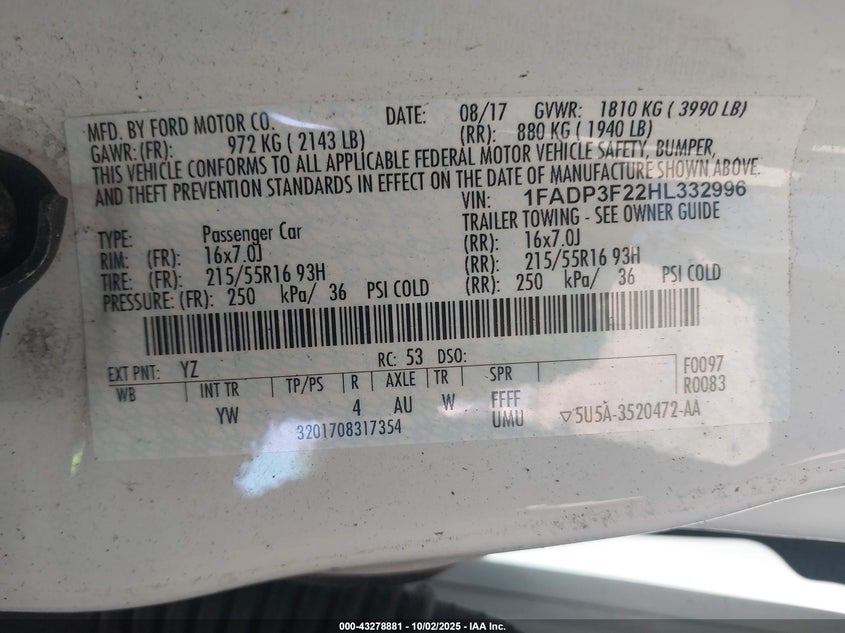 MFD. BY FORD MOTOR CO. DATE: 08/17 GVWR: 1810 KG ( 3990 LB)
GAWR: (FR): 972 KG ( 2143 LB) (RR): 880 KG ( 1940 LB)
THIS VEHICLE CONFORMS TO ALL APPLICABLE FEDERAL MOTOR VEHICLE SAFETY, BUMPER,
AND THEFT PREVENTION STANDARDS IN EFFECT ON THE DATE OF MANUFACTURE SHOWN ABOVE.
VIN: 1FADP3F22HL332996
TRAILER TOWING - SEE OWNER GUIDE
TYPE: Passenger Car
RIM: (FR): 16x7.0J (RR): 16x7.0J
TIRE: (FR): 215/55R16 93H (RR): 215/55R16 93H
PRESSURE: (FR): 250 kPa/ 36 PSI COLD (RR): 250 kPa/ 36 PSI COLD
EXT PNT: YZ RC: 53 DSO:
WB INT TR TP/PS R AXLE TR SPR F0097
R0083
YW 4 AU W FFFF
UMU 5U5A-3520472-AA
3201708317354
000-43278881 - 10/02/2025 - IAA Inc.